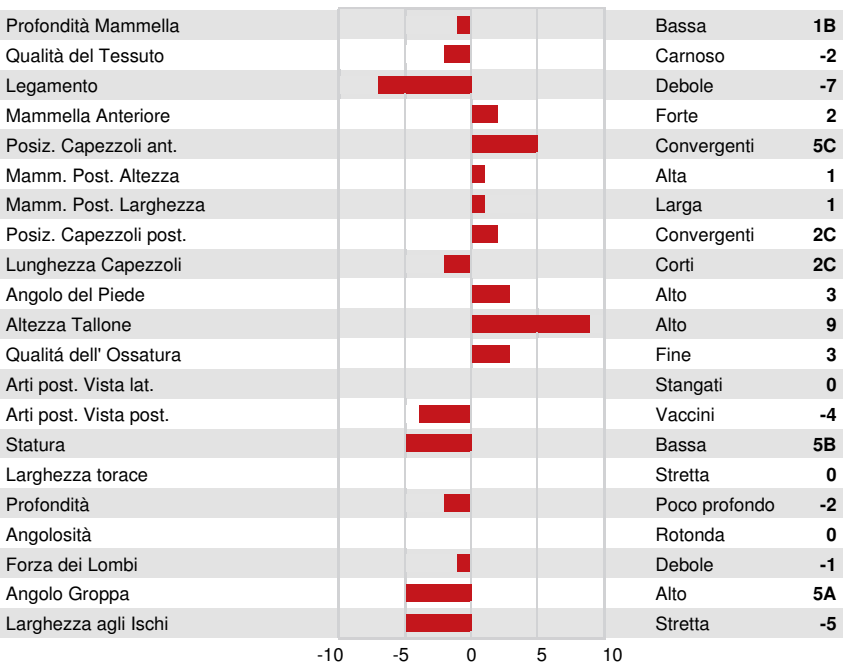 Profondità Mammella Bassa 1B
Qualità del Tessuto Carnoso -2
Legamento Debole -7
Mammella Anteriore Forte 2
Posiz. Capezzoli ant. Convergenti 5C
Mamm. Post. Altezza Alta 1
Mamm. Post. Larghezza Larga 1
Posiz. Capezzoli post. Convergenti 2C
Lunghezza Capezzoli Corti 2C
Angolo del Piede Alto 3
Altezza Tallone Alto 9
Qualitá dell' Ossatura Fine 3
Arti post. Vista lat. Stangati 0
Arti post. Vista post. Vaccini -4
Statura Bassa 5B
Larghezza torace Stretta 0
Profondità Poco profondo -2
Angolosità Rotonda 0
Forza dei Lombi Debole -1
Angolo Groppa Alto 5A
Larghezza agli Ischi Stretta -5
-10 -5 0 5 10